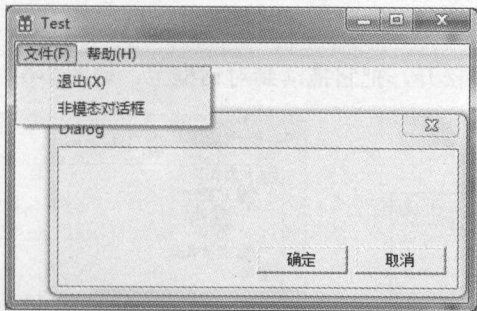 Test
文件(F) 帮助(H)
退出(X)
非模态对话框
Dialog
确定 取消